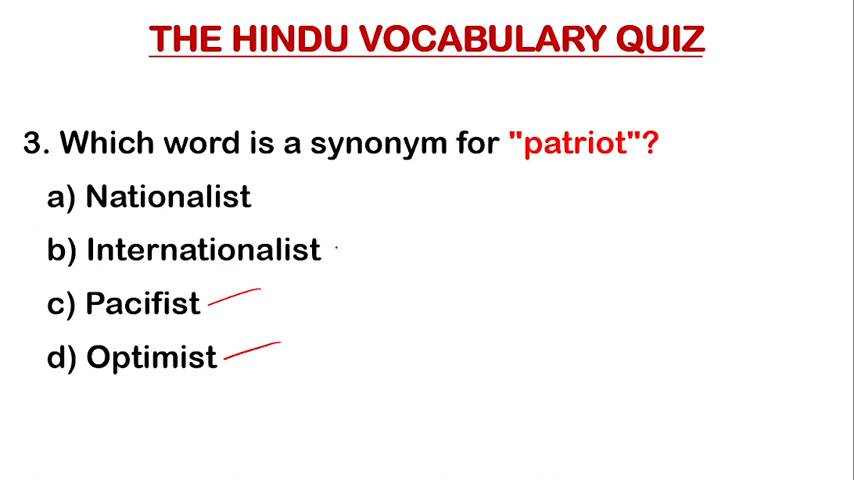 THE HINDU VOCABULARY QUIZ
3. Which word is a synonym for "patriot"?
a) Nationalist
b) Internationalist
c) Pacifist
d) Optimist